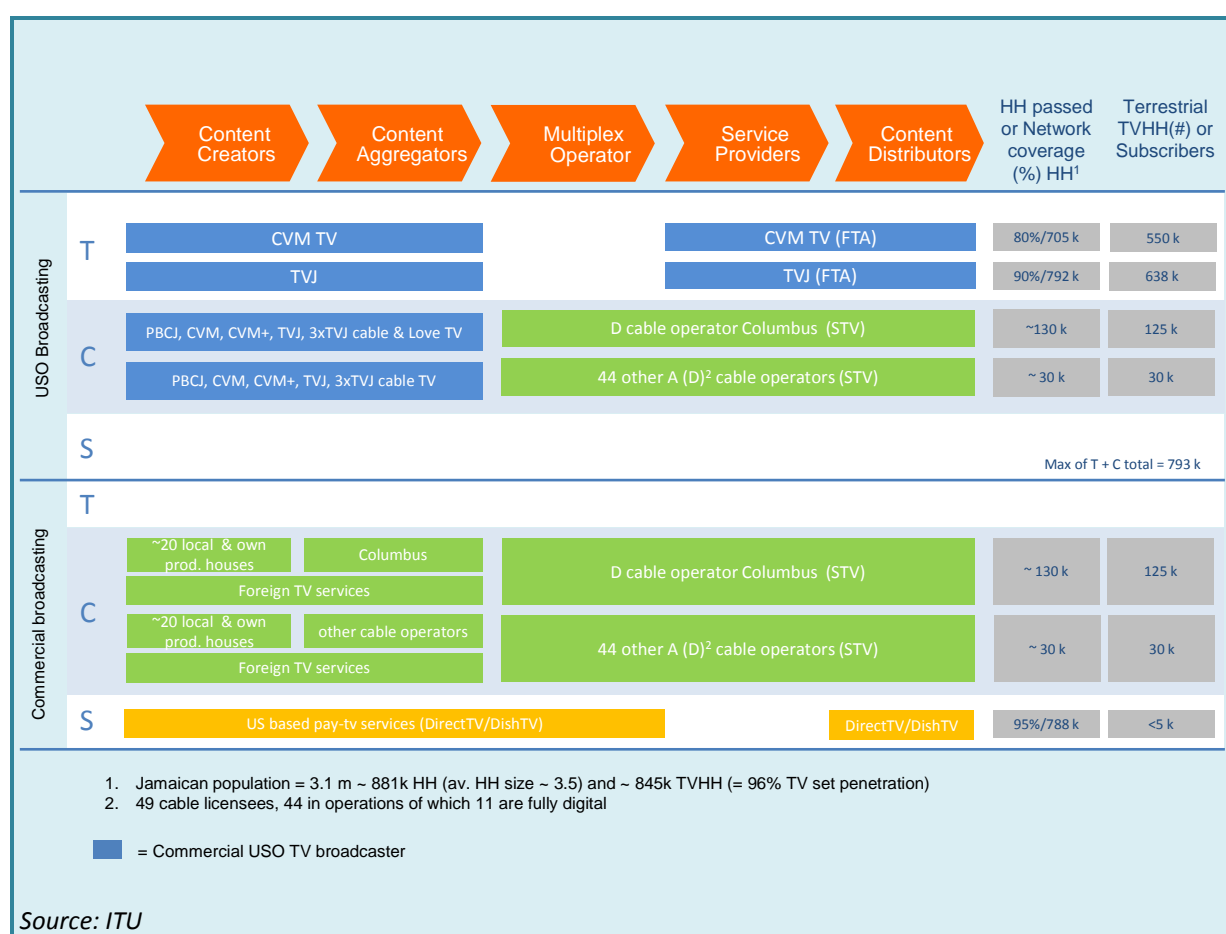 Content
Creators
Content
Aggregators
Multiplex
Operator
Service
Providers
Content
Distributors
HH passed
or Network
coverage
(%) HH¹
Terrestrial
TVHH(#) or
Subscribers
USO Broadcasting
T
CVM TV
CVM TV (FTA)
80%/705 k
550 k
TVJ
TVJ (FTA)
90%/792 k
638 k
C
PBCJ, CVM, CVM+, TVJ, 3xTVJ cable & Love TV
D cable operator Columbus (STV)
~130 k
125 k
PBCJ, CVM, CVM+, TVJ, 3xTVJ cable TV
44 other A (D)² cable operators (STV)
~ 30 k
30 k
S
Max of T + C total = 793 k
Commercial broadcasting
T
C
~20 local & own
prod. houses
Columbus
Foreign TV services
D cable operator Columbus (STV)
~ 130 k
125 k
~20 local & own
prod. houses
other cable operators
Foreign TV services
44 other A (D)² cable operators (STV)
~ 30 k
30 k
S
US based pay-tv services (DirectTV/DishTV)
DirectTV/DishTV
95%/788 k
<5 k
1. Jamaican population = 3.1 m ~ 881k HH (av. HH size ~ 3.5) and ~ 845k TVHH (= 96% TV set penetration)
2. 49 cable licensees, 44 in operations of which 11 are fully digital
= Commercial USO TV broadcaster
Source: ITU